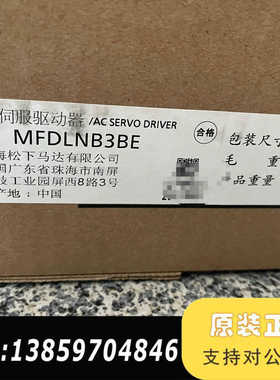 伺服驱动器 /AC SERVO DRIVER
MFDLNB3BE
合格
包装尺寸
毛 重
品重量
海松下马达有限公司
国广东省珠海市南屏
技工业园屏西8路3号
产地：中国
:13859704846
原装正
支持对公